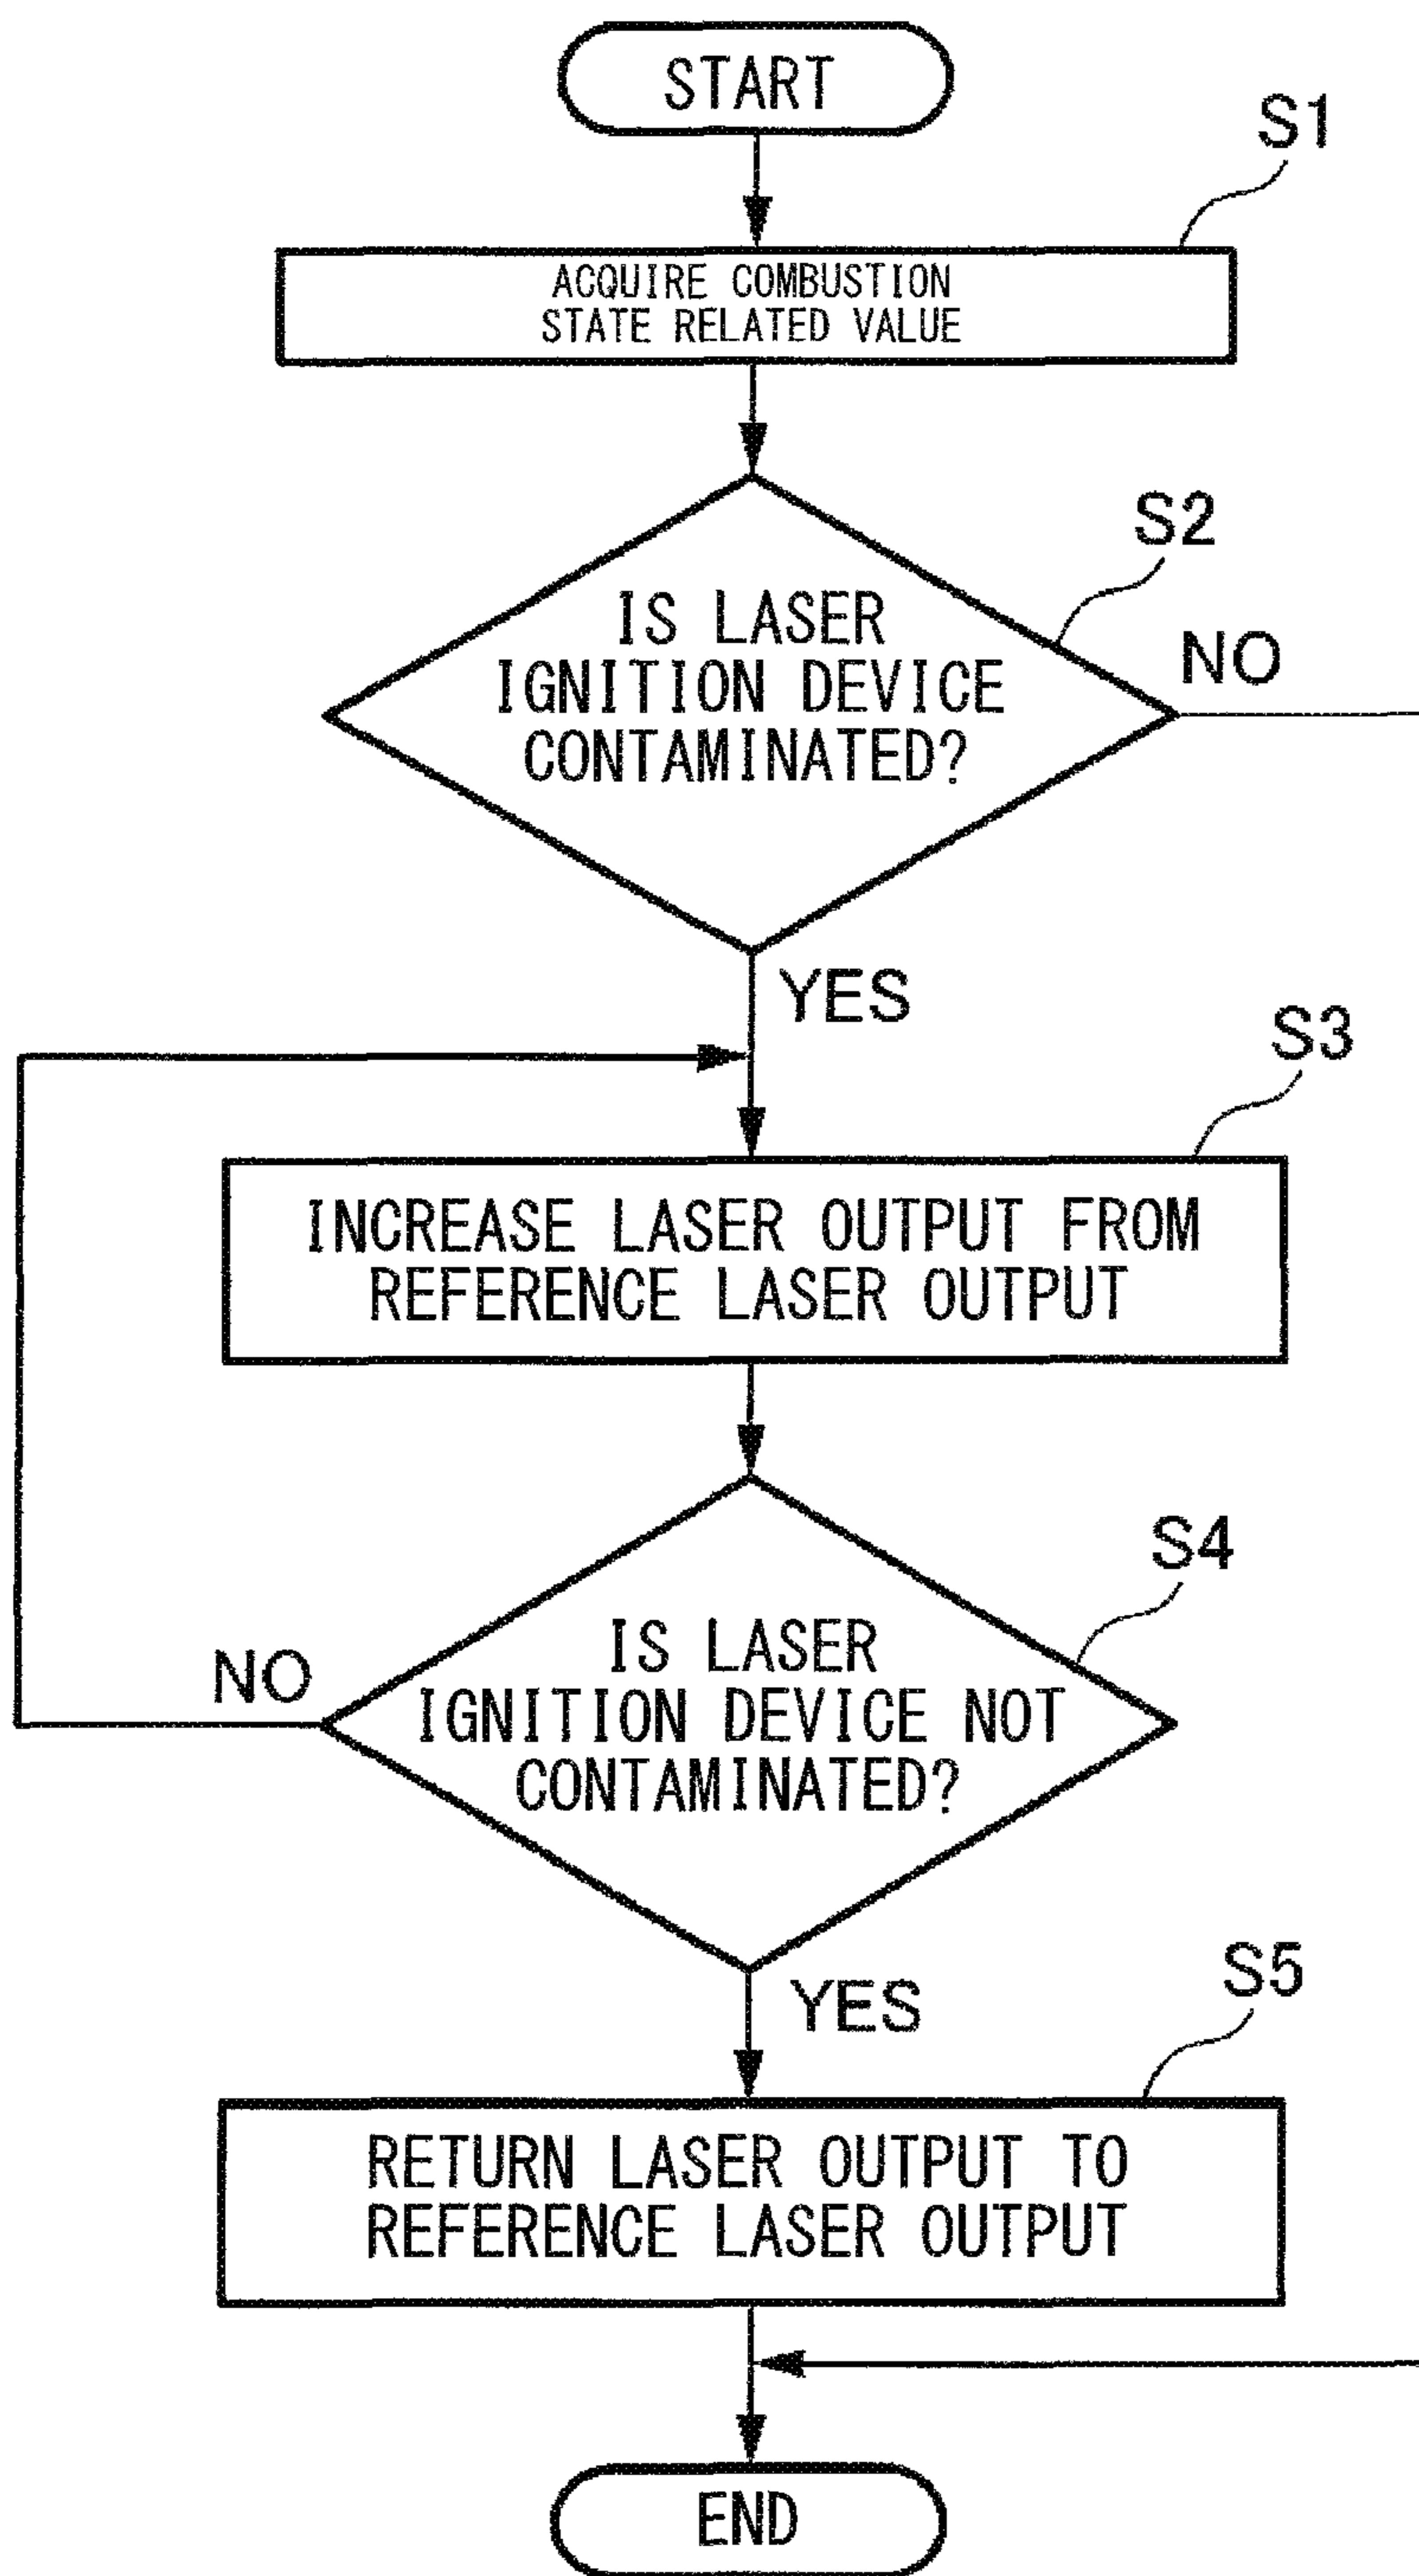 START
S1
ACQUIRE COMBUSTION
STATE RELATED VALUE
S2
IS LASER
IGNITION DEVICE
CONTAMINATED?
NO
YES
S3
INCREASE LASER OUTPUT FROM
REFERENCE LASER OUTPUT
S4
IS LASER
IGNITION DEVICE NOT
CONTAMINATED?
NO
YES
S5
RETURN LASER OUTPUT TO
REFERENCE LASER OUTPUT
END